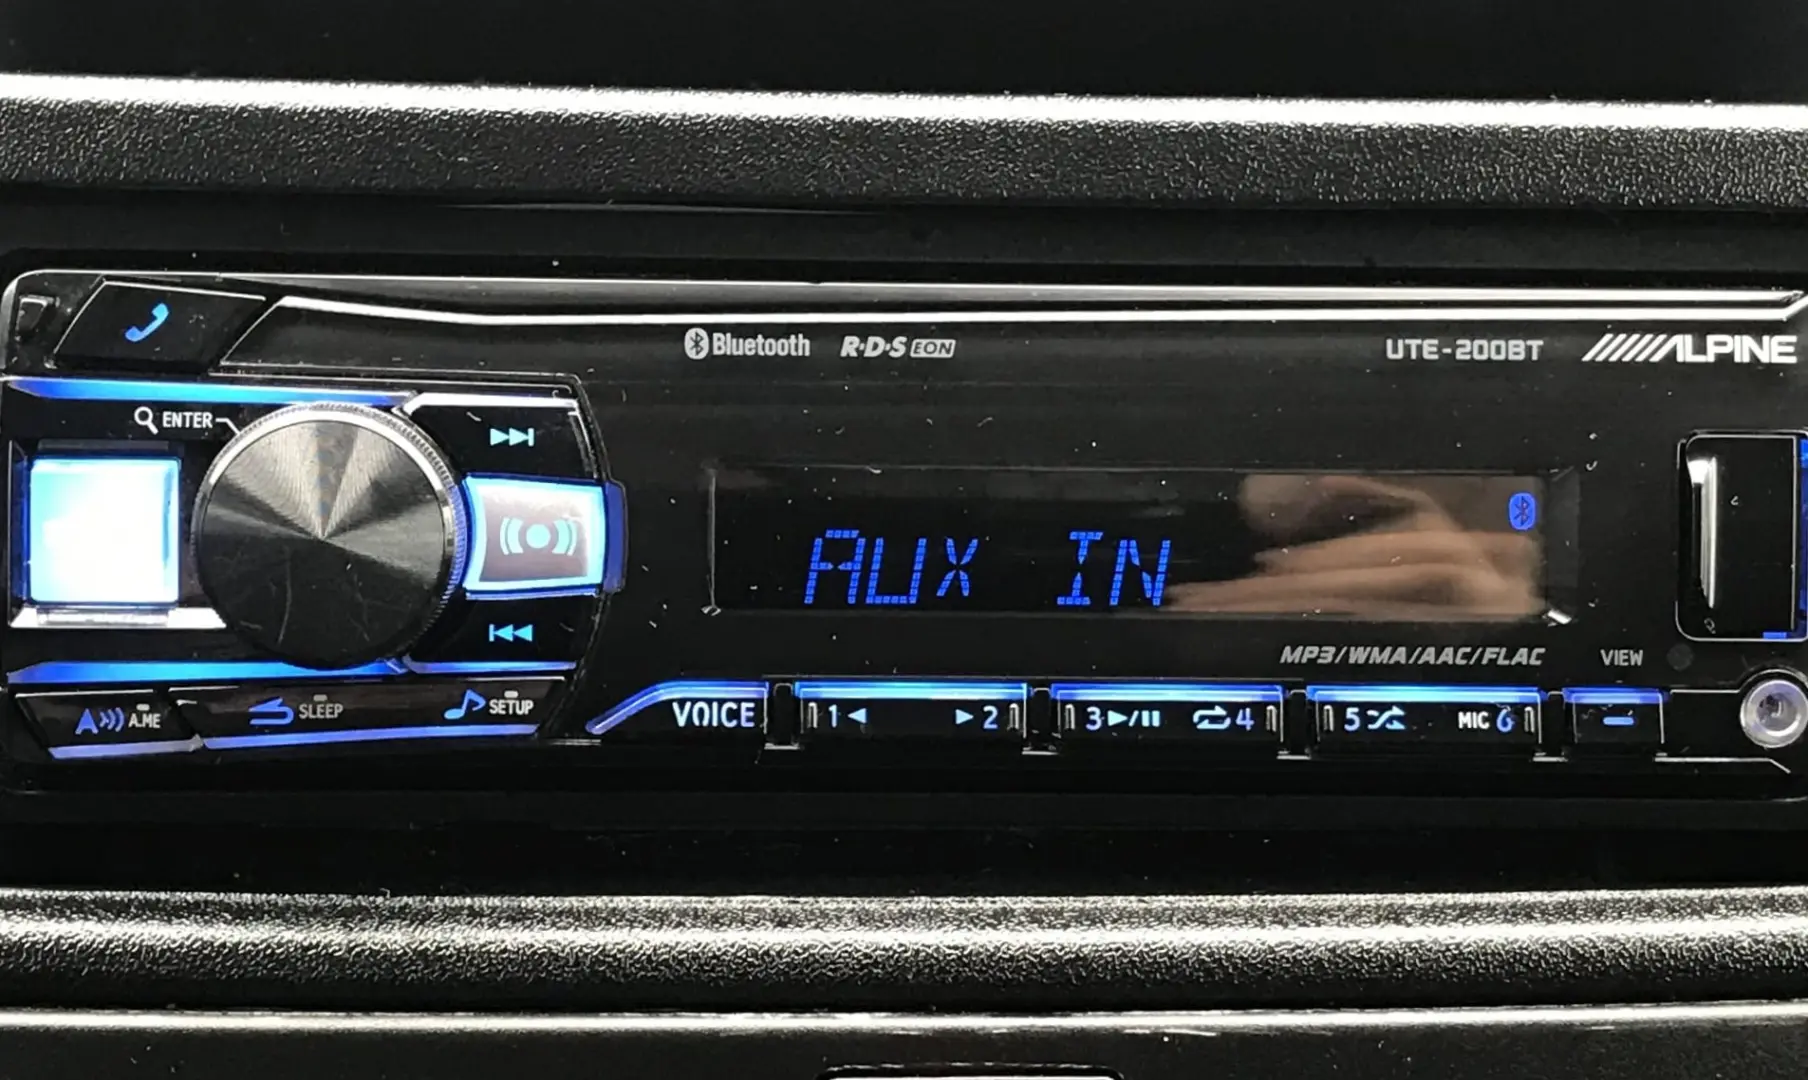 Bluetooth R·D·S EON UTE-200BT ALPINE
ENTER
AUX IN
MP3/WMA/AAC/FLAC VIEW
A.ME SLEEP SETUP VOICE 1 2 3 4 5 MIC 6